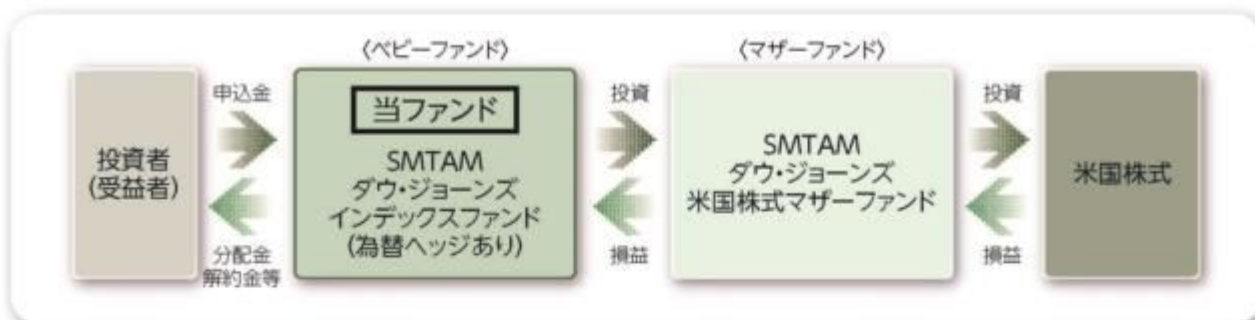 〈ベビーファンド〉
〈マザーファンド〉
投資者
(受益者)
申込金
分配金
解約金等
当ファンド
SMTAM
ダウ・ジョーンズ
インデックスファンド
(為替ヘッジあり)
投資
損益
SMTAM
ダウ・ジョーンズ
米国株式マザーファンド
投資
損益
米国株式